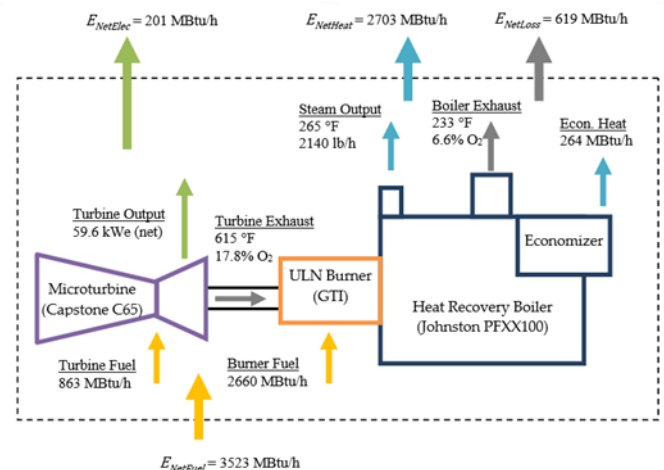 E_NetElec = 201 MBtu/h
E_NetHeat = 2703 MBtu/h
E_NetLoss = 619 MBtu/h
Steam Output
265 °F
2140 lb/h
Boiler Exhaust
233 °F
6.6% O₂
Econ. Heat
264 MBtu/h
Turbine Output
59.6 kWe (net)
Turbine Exhaust
615 °F
17.8% O₂
Microturbine
(Capstone C65)
ULN Burner
(GTI)
Economizer
Heat Recovery Boiler
(Johnston PFXX100)
Turbine Fuel
863 MBtu/h
Burner Fuel
2660 MBtu/h
E_NetFuel = 3523 MBtu/h